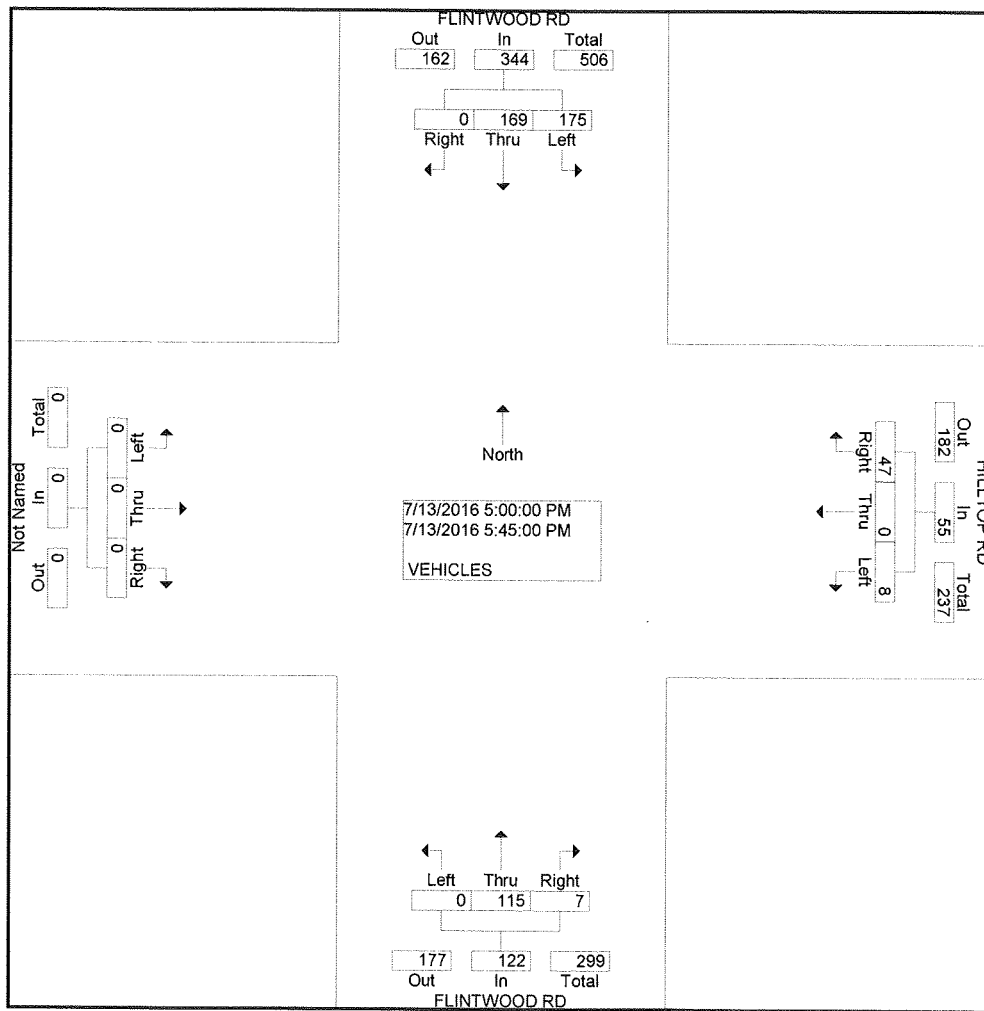 FLINTWOOD RD
Out In Total
162 344 506
0 169 175
Right Thru Left
Total In Out
0 0 0
Not Named
Left Thru Right
0 0 0
North
7/13/2016 5:00:00 PM
7/13/2016 5:45:00 PM
VEHICLES
Right Thru Left
47 0 8
Out In Total
182 55 237
HILLTOP RD
Left Thru Right
0 115 7
177 122 299
Out In Total
FLINTWOOD RD